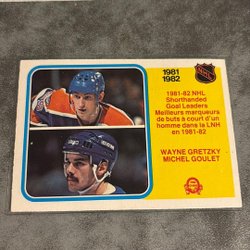 1981
1982
NHL
1981-82 NHL
Shorthanded
Goal Leaders
Meilleurs marqueurs
de buts à court d'un
homme dans la LNH
en 1981-82
WAYNE GRETZKY
MICHEL GOULET